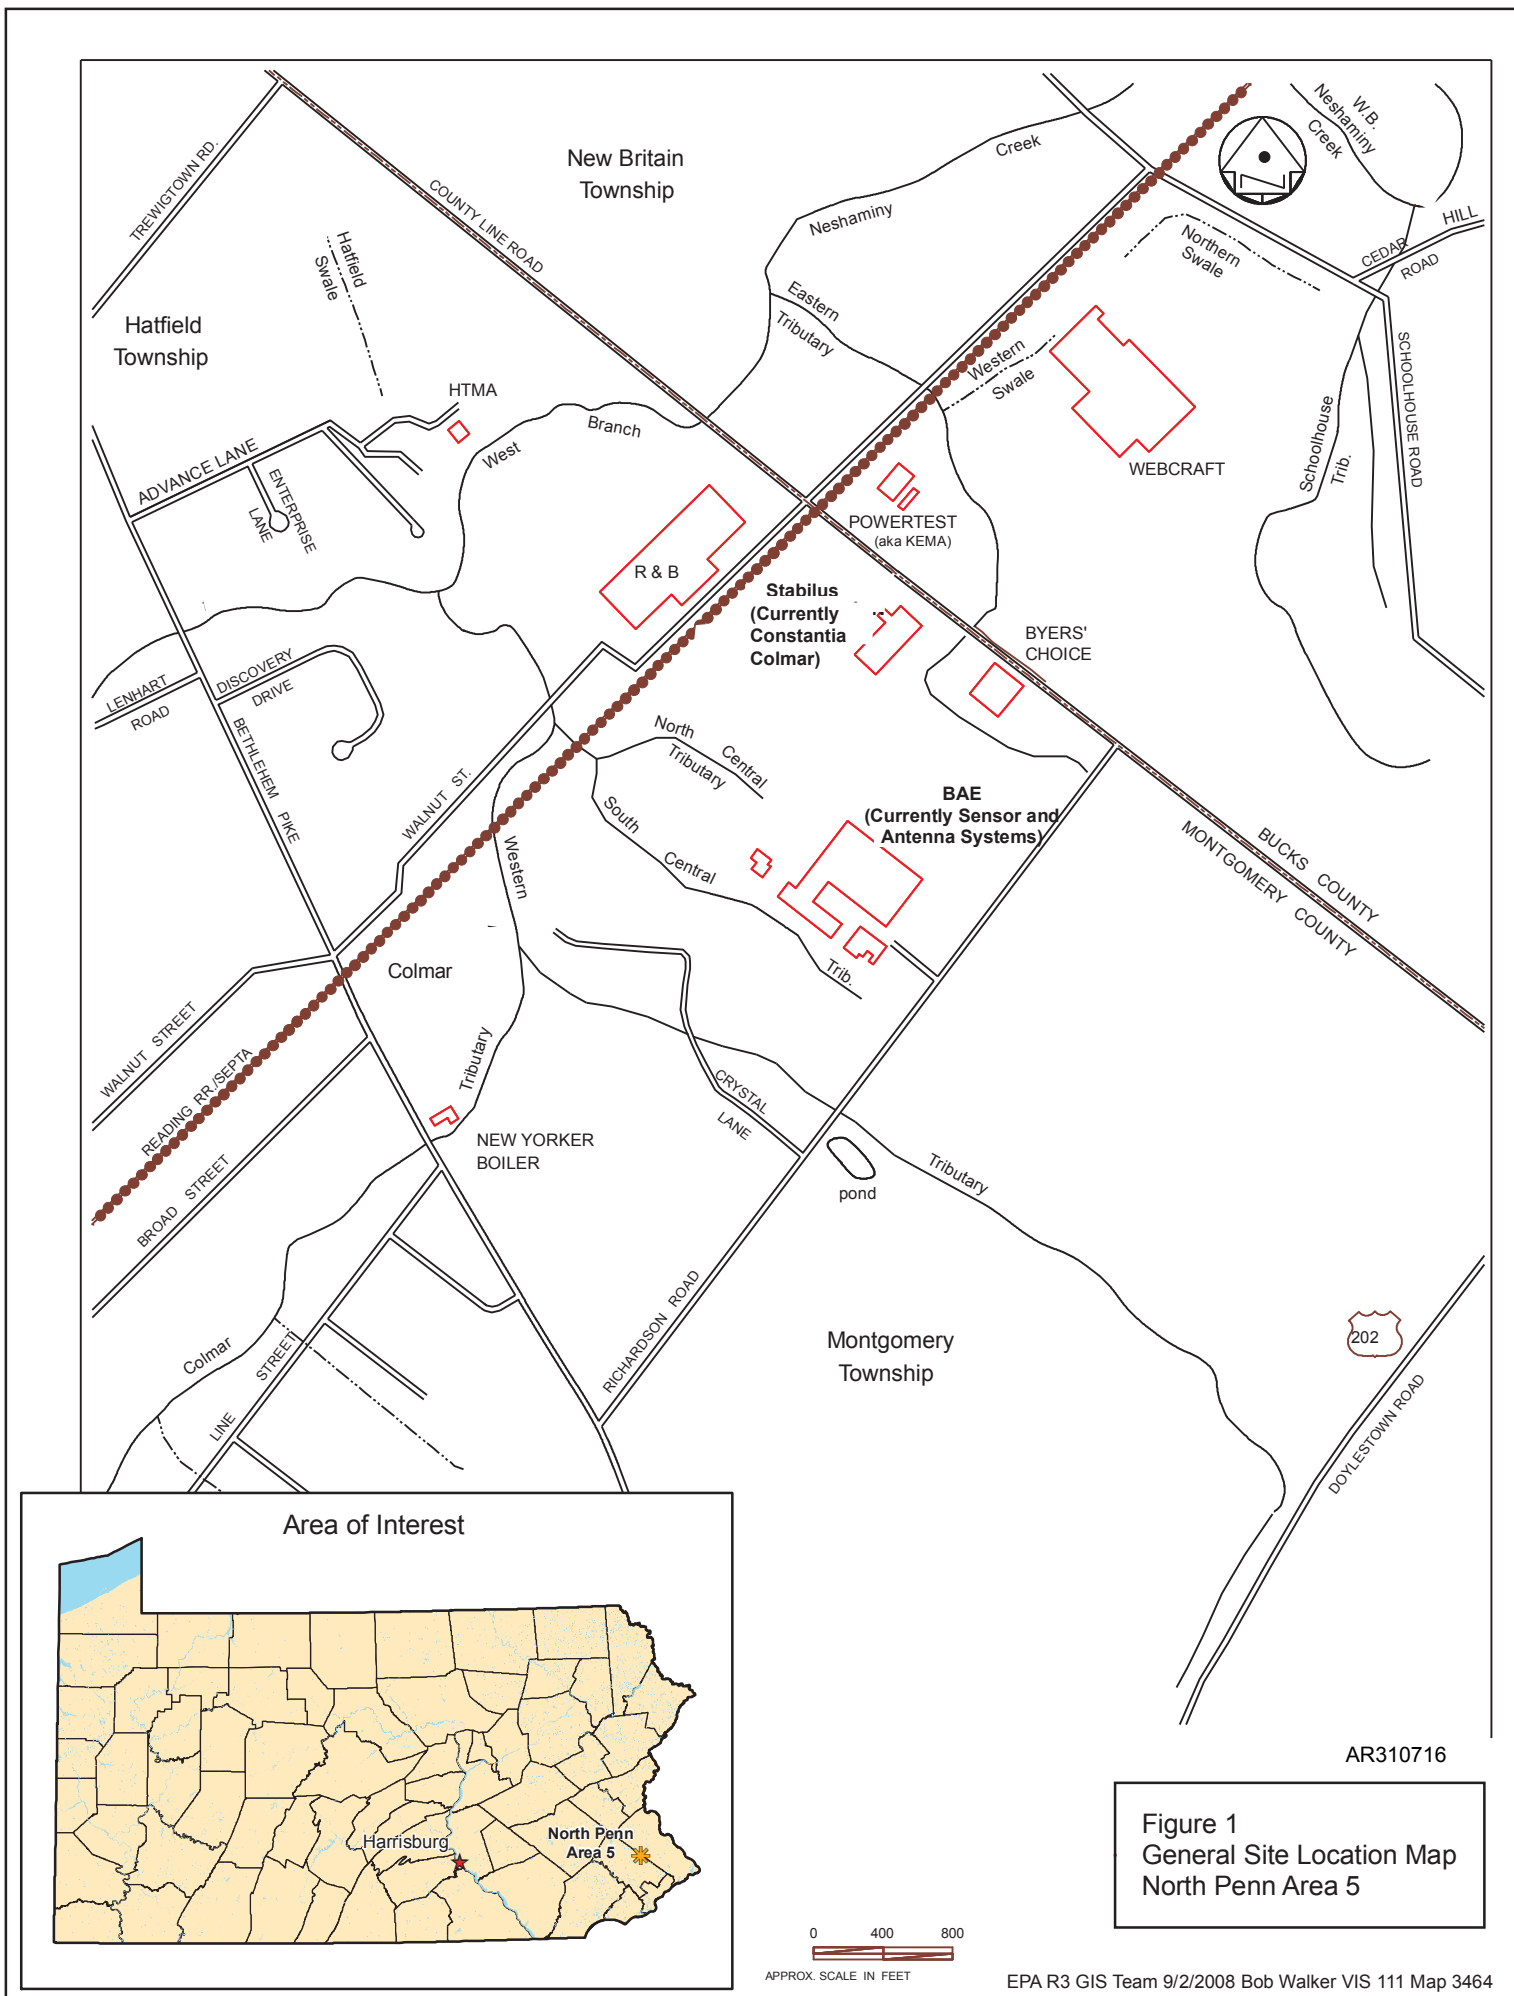 New Britain
Township
Creek
W.B.
Neshaminy
Creek
TREWIGTOWN RD.
COUNTY LINE ROAD
Neshaminy
Northern
Swale
CEDAR
HILL
ROAD
Hatfield
Swale
Hatfield
Township
Eastern
Tributary
Western
Swale
SCHOOLHOUSE ROAD
HTMA
Branch
West
ADVANCE LANE
ENTERPRISE
LANE
Schoolhouse
Trib.
WEBCRAFT
POWERTEST
(aka KEMA)
R & B
Stabilus
(Currently
Constantia
Colmar)
BYERS'
CHOICE
LENHART
ROAD
DISCOVERY
DRIVE
BETHLEHEM PIKE
WALNUT ST.
North
Central
Tributary
South
Central
Trib.
BAE
(Currently Sensor and
Antenna Systems)
BUCKS COUNTY
MONTGOMERY COUNTY
Western
Tributary
Colmar
WALNUT STREET
READING RR./SEPTA
BROAD STREET
NEW YORKER
BOILER
CRYSTAL
LANE
pond
Tributary
RICHARDSON ROAD
Montgomery
Township
202
DOYLESTOWN ROAD
Colmar
LINE STREET
Area of Interest
Harrisburg
North Penn
Area 5
AR310716
Figure 1
General Site Location Map
North Penn Area 5
0 400 800
APPROX. SCALE IN FEET
EPA R3 GIS Team 9/2/2008 Bob Walker VIS 111 Map 3464